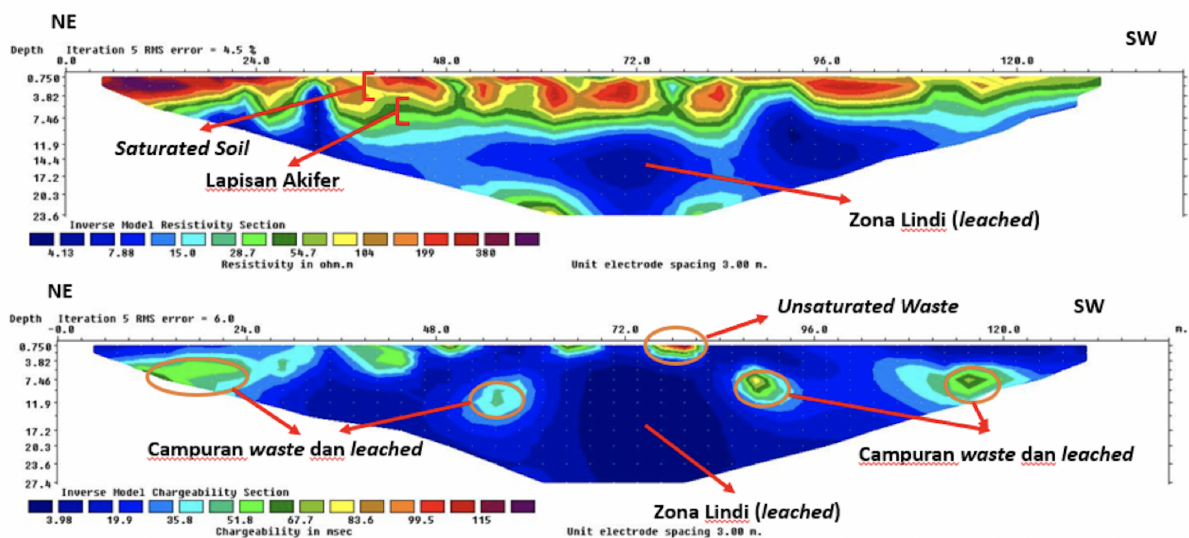 NE
SW
Depth Iteration 5 RMS error = 4.5 %
0.0 24.0 48.0 72.0 96.0 120.0
0.750
3.82
7.46
11.9
14.4
17.2
20.3
23.6
Saturated Soil
Lapisan Akifer
Zona Lindi (leached)
Inverse Model Resistivity Section
4.13 7.88 15.0 28.7 54.7 104 199 380
Resistivity in ohm.m
Unit electrode spacing 3.00 m.
NE
Unsaturated Waste
SW
Depth Iteration 5 RMS error = 6.0
-0.0 24.0 48.0 72.0 96.0 120.0 m.
0.750
3.82
7.46
11.9
17.2
20.3
23.6
27.4
Campuran waste dan leached
Campuran waste dan leached
Zona Lindi (leached)
Inverse Model Chargeability Section
3.98 19.9 35.8 51.8 67.7 83.6 99.5 115
Chargeability in msec
Unit electrode spacing 3.00 m.